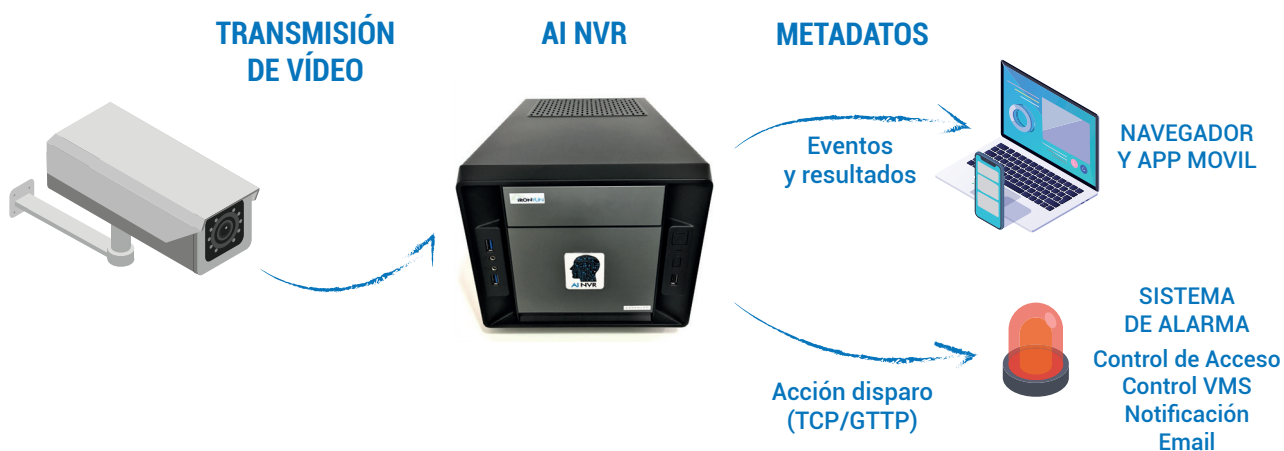 TRANSMISIÓN
DE VÍDEO
AI NVR
METADATOS
Eventos
y resultados
NAVEGADOR
Y APP MOVIL
IRONYUN
AI NVR
Acción disparo
(TCP/GTTP)
SISTEMA
DE ALARMA
Control de Acceso
Control VMS
Notificación
Email